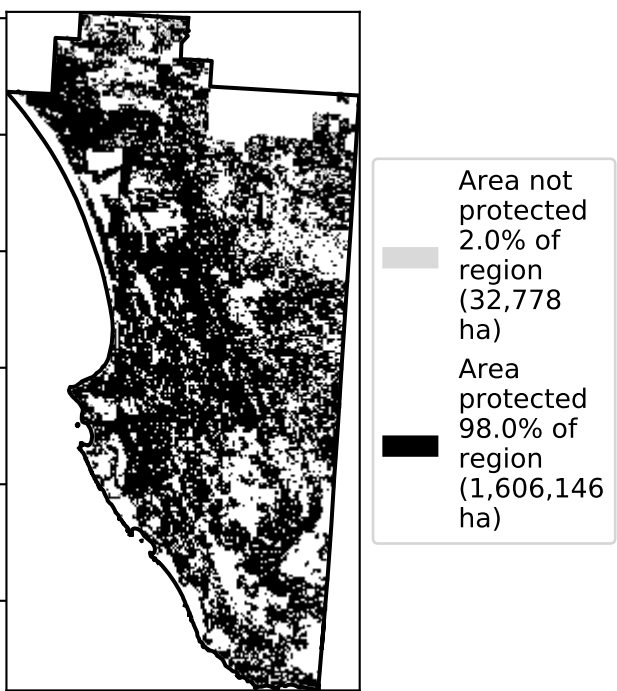 Area not
protected
2.0% of
region
(32,778
ha)
Area
protected
98.0% of
region
(1,606,146
ha)